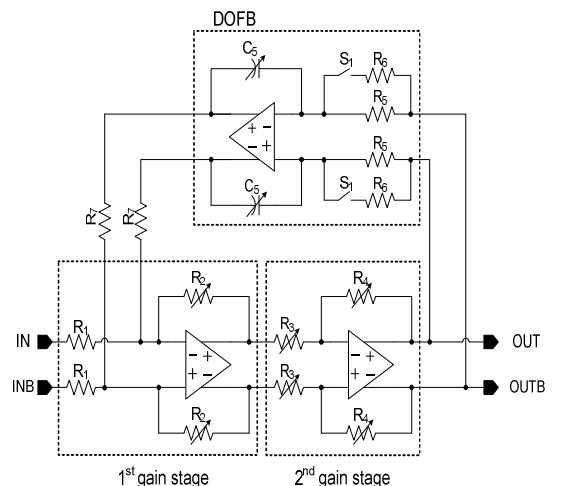 DOFB
C5
S1 R6
R5
+ −
− +
R5
C5
S1 R6
R7 R7
R2 R4
IN R1 R3 OUT
− + − +
+ − + −
INB R1 R3 OUTB
R2 R4
1st gain stage 2nd gain stage